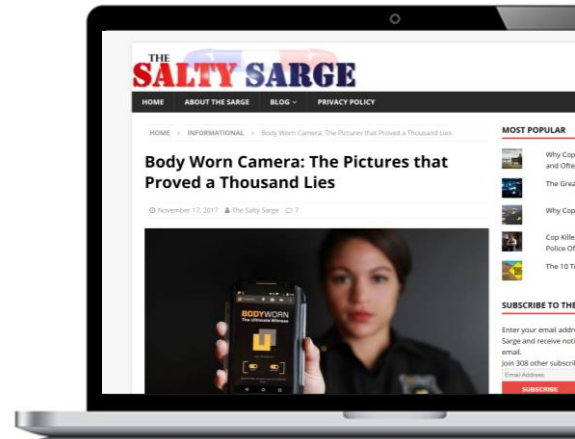 THE
SALTY SARGE
HOME ABOUT THE SARGE BLOG PRIVACY POLICY
HOME INFORMATIONAL Body Worn Camera: The Pictures that Proved a Thousand Lies
Body Worn Camera: The Pictures that
Proved a Thousand Lies
November 17, 2017 The Salty Sarge 7
BODYWORN
The Ultimate Witness
MOST POPULAR
Why Cop
and Ofte
The Grea
Why Cop
Cop Kille
Police Of
The 10 T
SUBSCRIBE TO THE
Enter your email addre
Sarge and receive noti
email.
Join 308 other subscri
Email Address
SUBSCRIBE